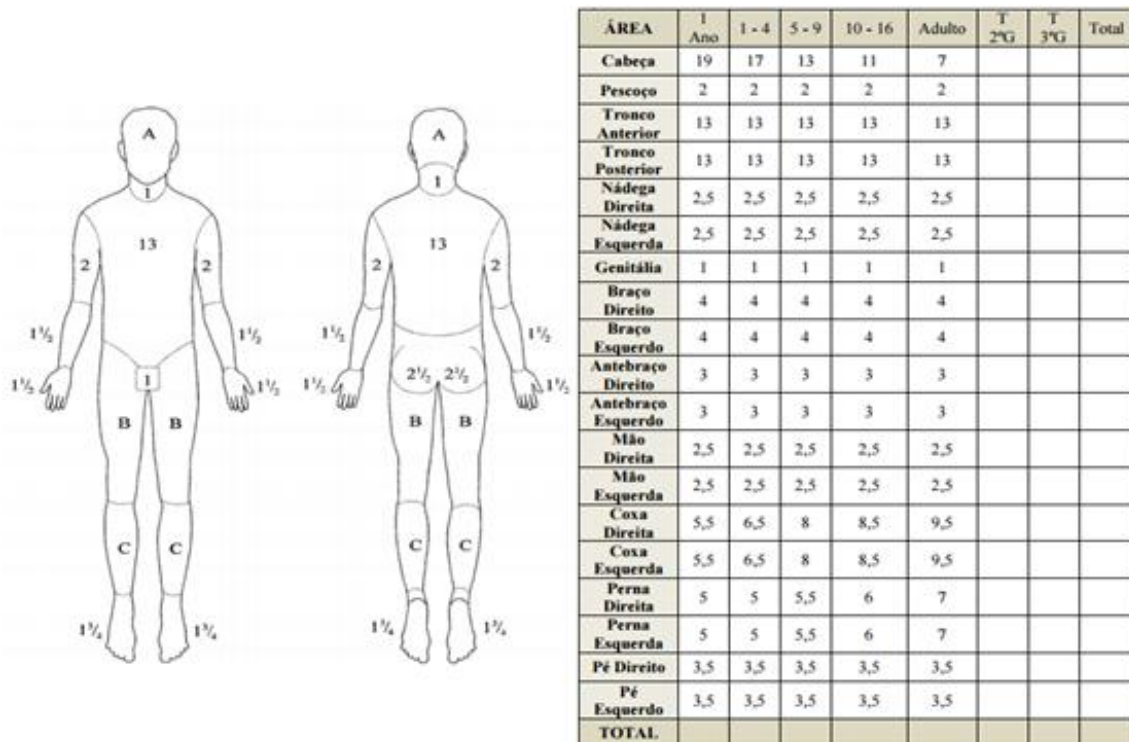 A
A
1
1
13
13
2
2
2
2
1½
1½
1½
1½
1½
1½
1½
1½
1
2½
2½
B
B
B
B
C
C
C
C
1¾
1¾
1¾
1¾
ÁREA 1 Ano 1 - 4 5 - 9 10 - 16 Adulto T 2ºG T 3ºG Total
Cabeça 19 17 13 11 7
Pescoço 2 2 2 2 2
Tronco Anterior 13 13 13 13 13
Tronco Posterior 13 13 13 13 13
Nádega Direita 2,5 2,5 2,5 2,5 2,5
Nádega Esquerda 2,5 2,5 2,5 2,5 2,5
Genitália 1 1 1 1 1
Braço Direito 4 4 4 4 4
Braço Esquerdo 4 4 4 4 4
Antebraço Direito 3 3 3 3 3
Antebraço Esquerdo 3 3 3 3 3
Mão Direita 2,5 2,5 2,5 2,5 2,5
Mão Esquerda 2,5 2,5 2,5 2,5 2,5
Coxa Direita 5,5 6,5 8 8,5 9,5
Coxa Esquerda 5,5 6,5 8 8,5 9,5
Perna Direita 5 5 5,5 6 7
Perna Esquerda 5 5 5,5 6 7
Pé Direito 3,5 3,5 3,5 3,5 3,5
Pé Esquerdo 3,5 3,5 3,5 3,5 3,5
TOTAL